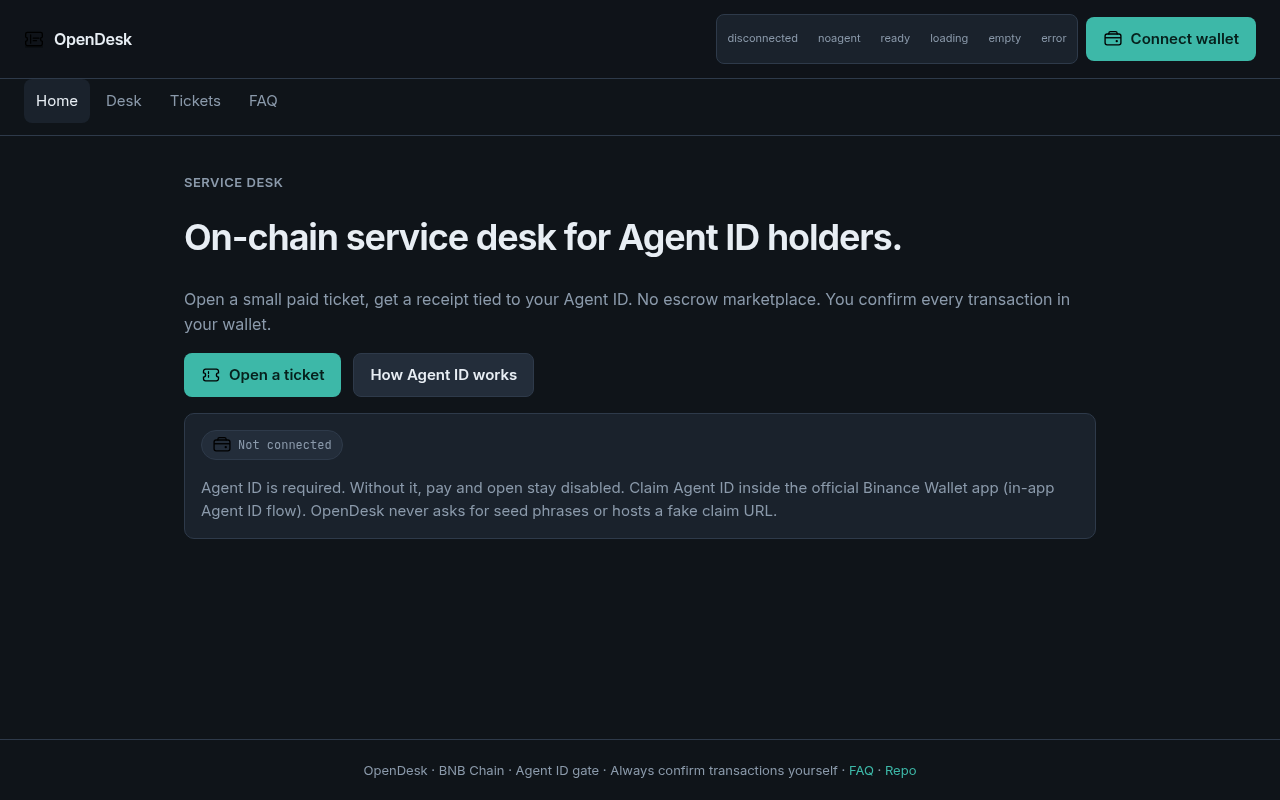 OpenDesk
disconnected noagent ready loading empty error
Connect wallet
Home Desk Tickets FAQ
SERVICE DESK
On-chain service desk for Agent ID holders.
Open a small paid ticket, get a receipt tied to your Agent ID. No escrow marketplace. You confirm every transaction in
your wallet.
Open a ticket
How Agent ID works
Not connected
Agent ID is required. Without it, pay and open stay disabled. Claim Agent ID inside the official Binance Wallet app (in-app
Agent ID flow). OpenDesk never asks for seed phrases or hosts a fake claim URL.
OpenDesk · BNB Chain · Agent ID gate · Always confirm transactions yourself · FAQ · Repo